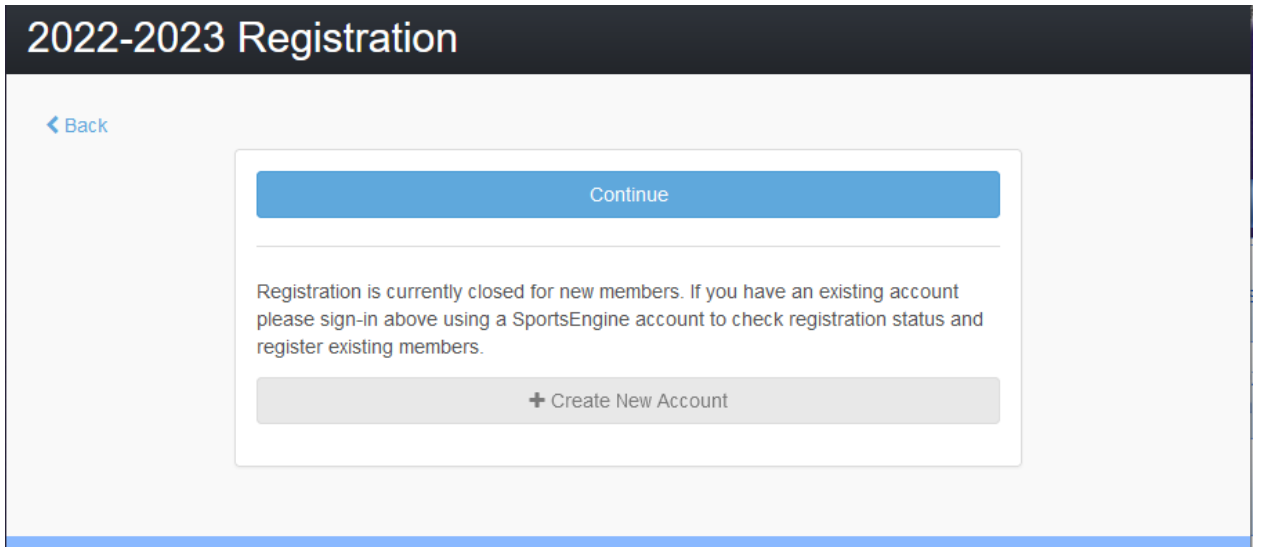 2022-2023 Registration
Back
Continue
Registration is currently closed for new members. If you have an existing account
please sign-in above using a SportsEngine account to check registration status and
register existing members.
+ Create New Account